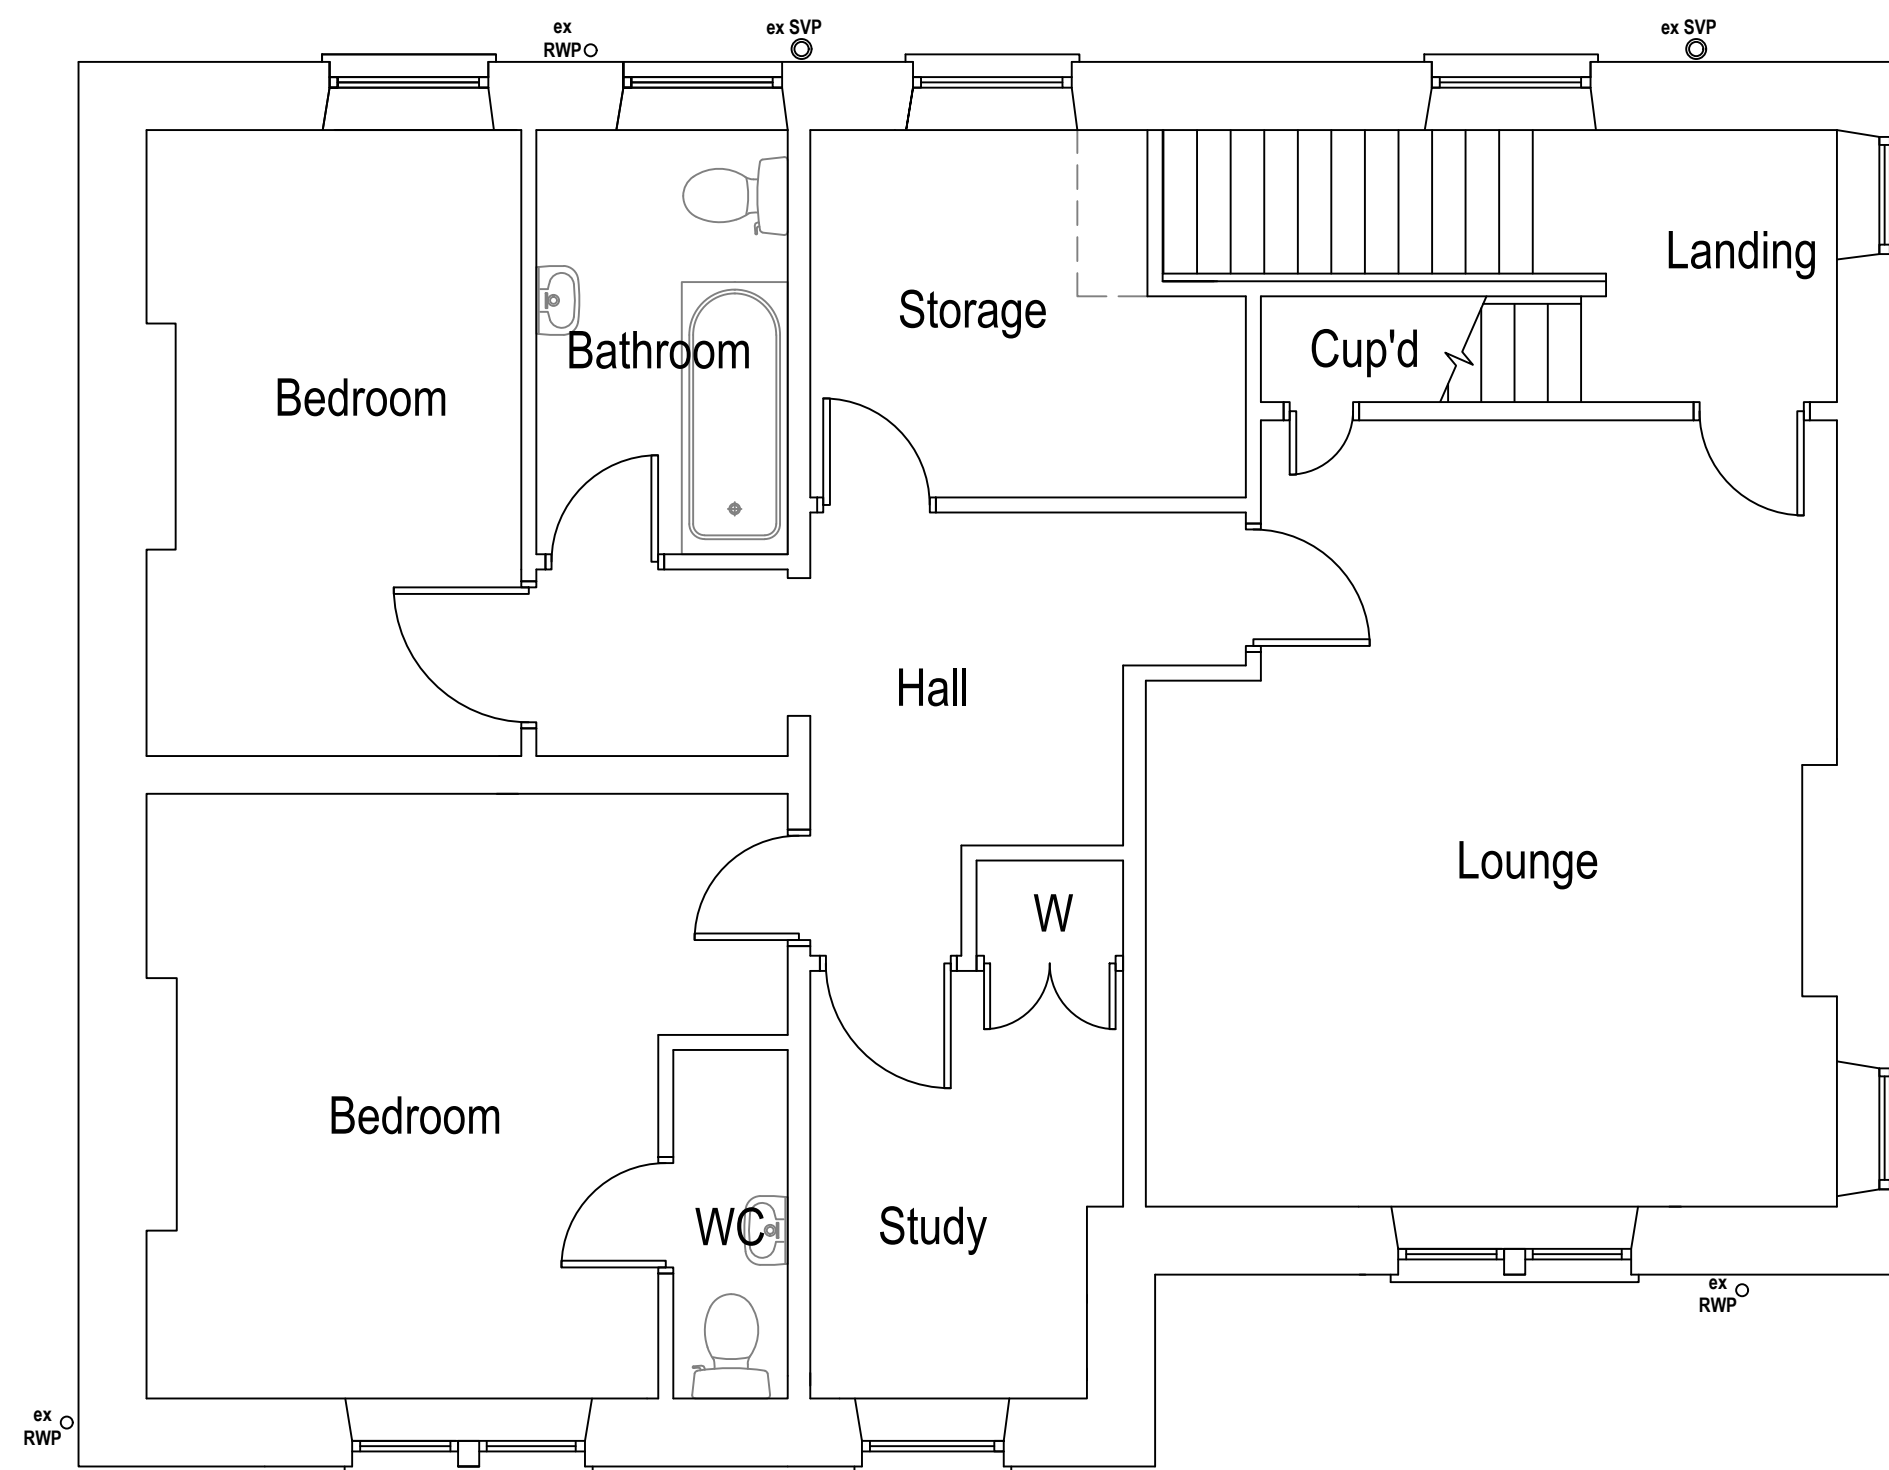 ex
RWP
ex SVP
ex SVP
Landing
Storage
Cup'd
Bathroom
Bedroom
Hall
Lounge
W
Bedroom
WC
Study
ex
RWP
ex
RWP